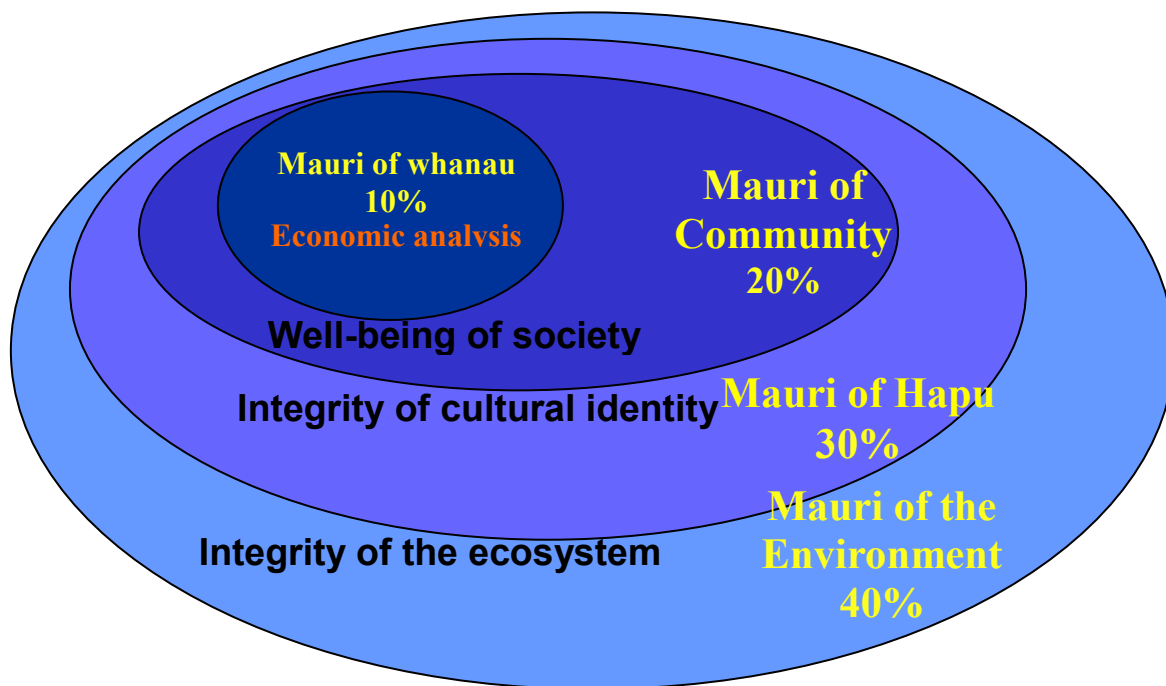 Mauri of whanau
10%
Economic analysis
Mauri of
Community
20%
Well-being of society
Integrity of cultural identity
Mauri of Hapu
30%
Mauri of the
Environment
40%
Integrity of the ecosystem